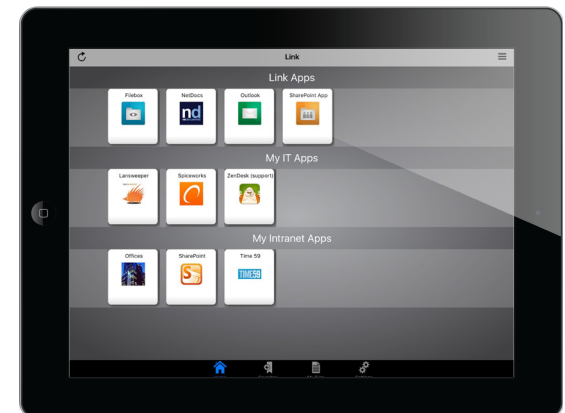 Link
Link Apps
Filebox NetDocs Outlook SharePoint App
nd
My IT Apps
Lansweeper Spiceworks ZenDesk (support)
My Intranet Apps
Offices SharePoint Time 59
S TIME59